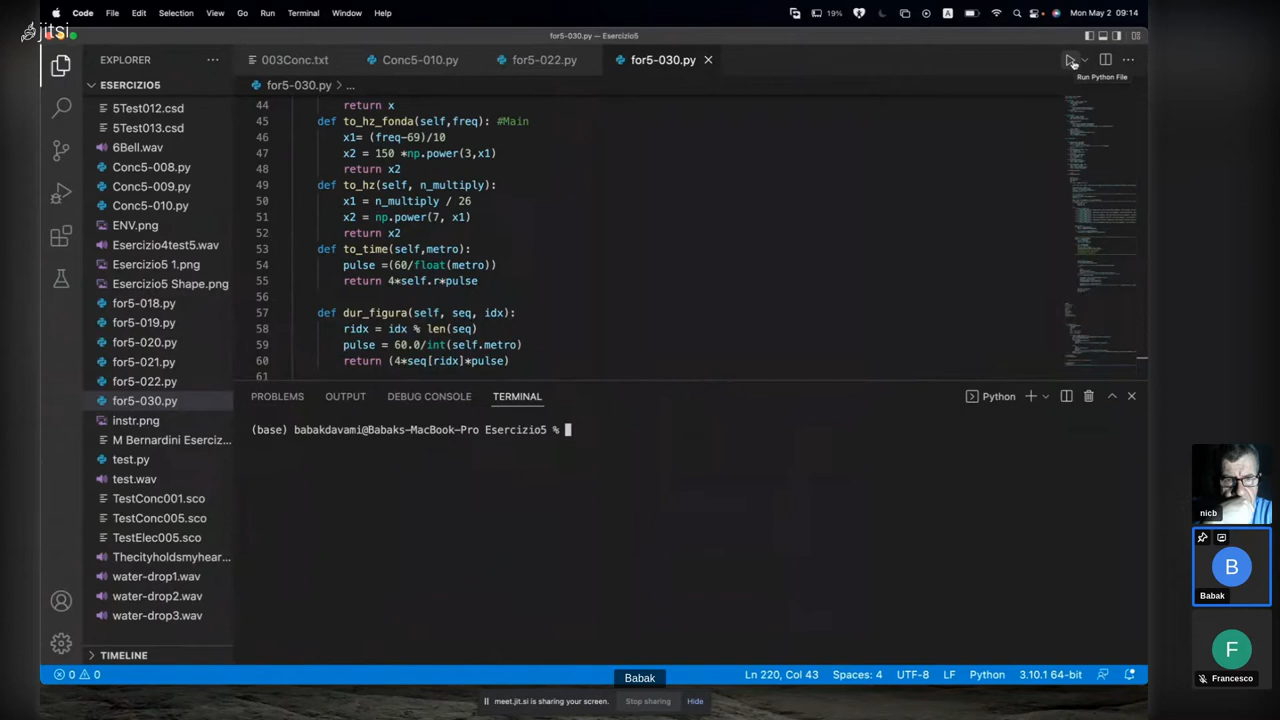 jitsi
Code File Edit Selection View Go Run Terminal Window Help 19% A Mon May 2 09:14
for5-030.py — Esercizio5
EXPLORER
003Conc.txt Conc5-010.py for5-022.py for5-030.py
Run Python File
ESERCIZIO5
for5-030.py > ...
5Test012.csd
5Test013.csd
6Bell.wav
Conc5-008.py
Conc5-009.py
Conc5-010.py
ENV.png
Esercizio4test5.wav
Esercizio5 1.png
Esercizio5 Shape.png
for5-018.py
for5-019.py
for5-020.py
for5-021.py
for5-022.py
for5-030.py
instr.png
M Bernardini Eserciz...
test.py
test.wav
TestConc001.sco
TestConc005.sco
TestElec005.sco
Thecityholdsmyhear...
water-drop1.wav
water-drop2.wav
water-drop3.wav
TIMELINE
44 return x
45 def to_hz_fonda(self,freq): #Main
46 x1= (freq-69)/10
47 x2 = 150 *np.power(3,x1)
48 return x2
49 def to_hz(self, n_multiply):
50 x1 = n_multiply / 26
51 x2 = np.power(7, x1)
52 return x2
53 def to_time(self,metro):
54 pulse =(60/float(metro))
55 return 4*self.r*pulse
56
57 def dur_figura(self, seq, idx):
58 ridx = idx % len(seq)
59 pulse = 60.0/int(self.metro)
60 return (4*seq[ridx]*pulse)
61
PROBLEMS OUTPUT DEBUG CONSOLE TERMINAL Python
(base) babakdavami@Babaks-MacBook-Pro Esercizio5 %
0 0 Ln 220, Col 43 Spaces: 4 UTF-8 LF Python 3.10.1 64-bit
Babak
meet.jit.si is sharing your screen. Stop sharing Hide
nicb
B
Babak
F
Francesco